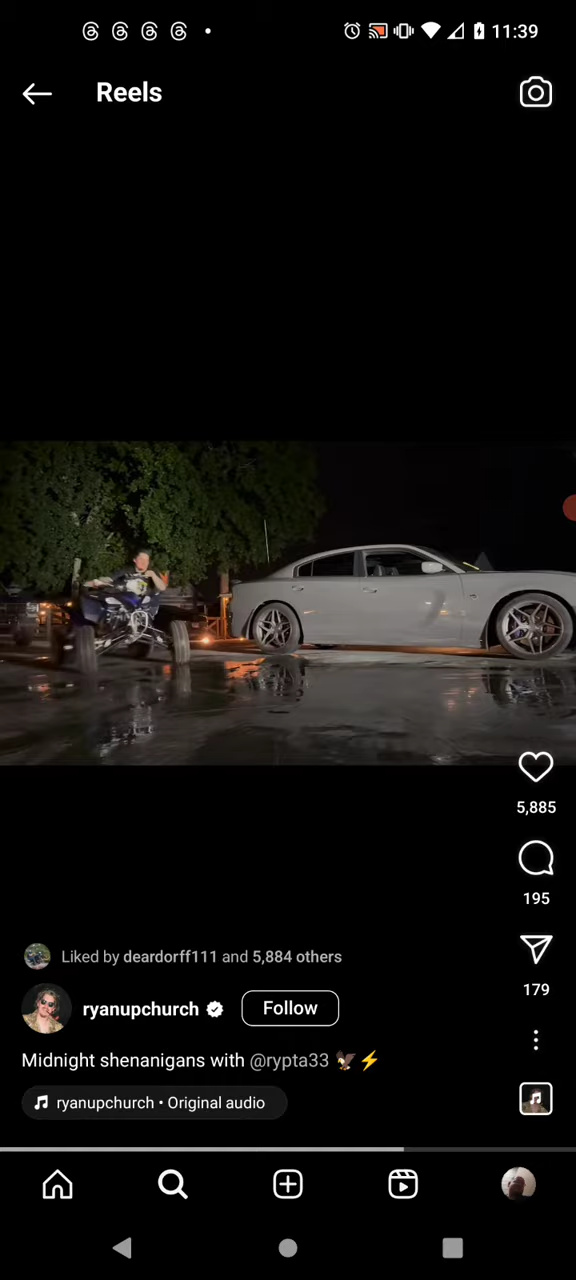 11:39
Reels
5,885
195
179
Liked by deardorff111 and 5,884 others
ryanupchurch
Follow
Midnight shenanigans with @rypta33 🦅⚡
ryanupchurch • Original audio